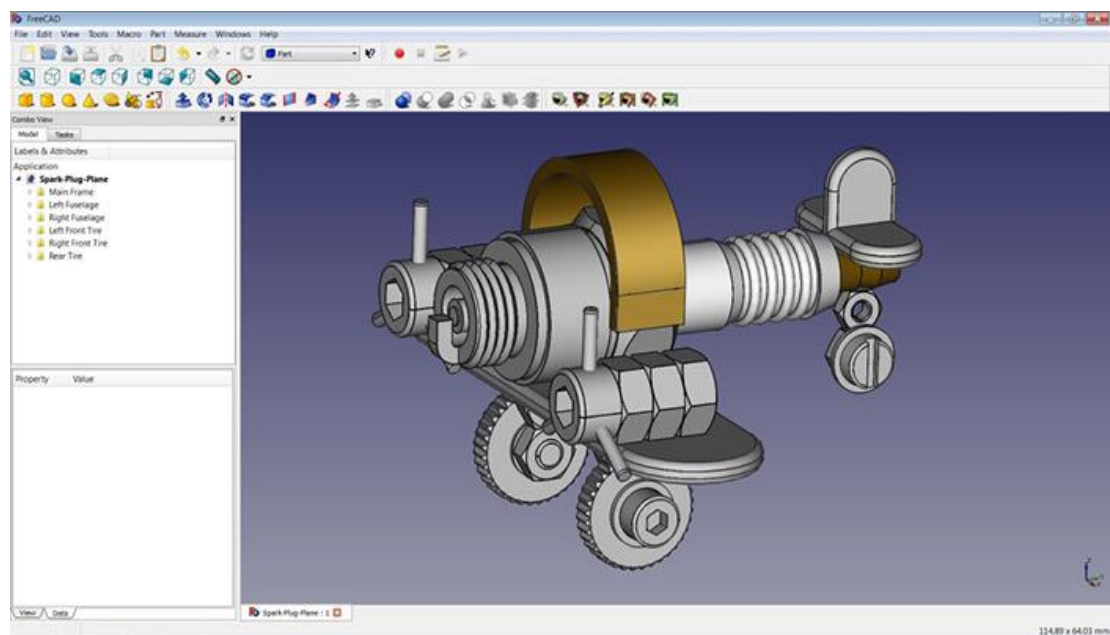 FreeCAD
File Edit View Tools Macro Part Measure Windows Help
Part
Combo View
Model Tasks
Labels & Attributes
Application
Spark-Plug-Plane
Main Frame
Left Fuselage
Right Fuselage
Left Front Tire
Right Front Tire
Rear Tire
Property Value
View Data
Spark-Plug-Plane : 1
114.89 x 64.03 mm